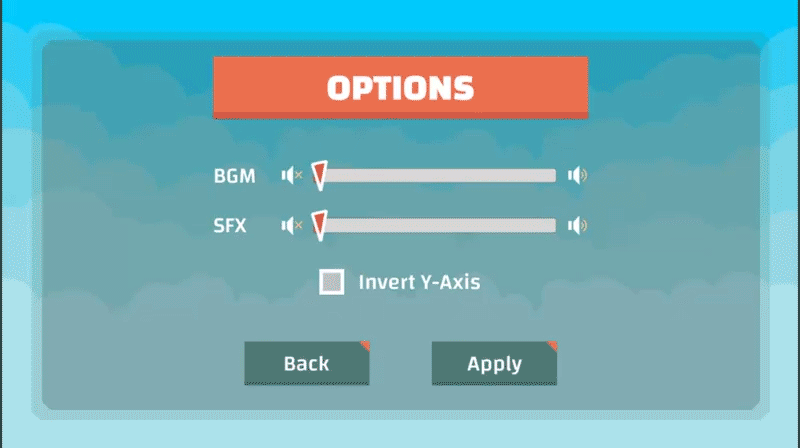 OPTIONS
BGM
SFX
Invert Y-Axis
Back Apply